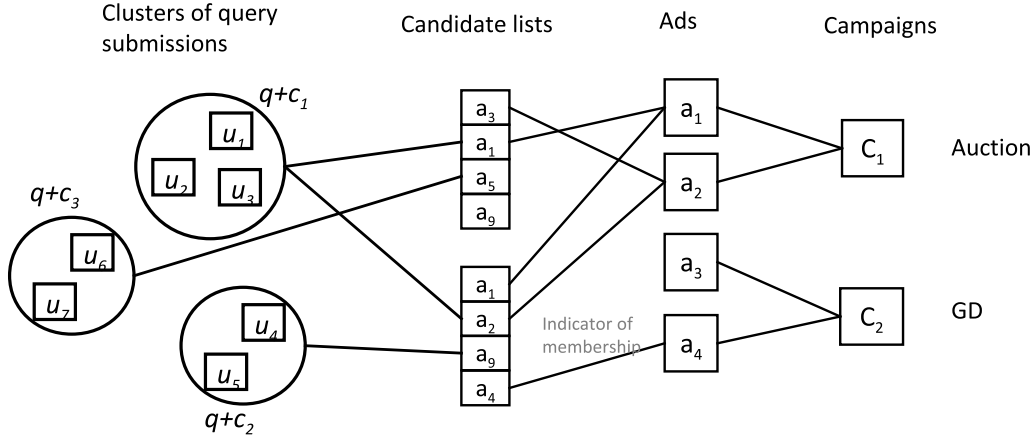 Clusters of query
submissions
Candidate lists
Ads
Campaigns
q+c₁
u₁
u₂
u₃
q+c₃
u₆
u₇
u₄
u₅
q+c₂
a₃
a₁
a₅
a₉
a₁
a₂
a₉
a₄
Indicator of
membership
a₁
a₂
a₃
a₄
C₁
C₂
Auction
GD